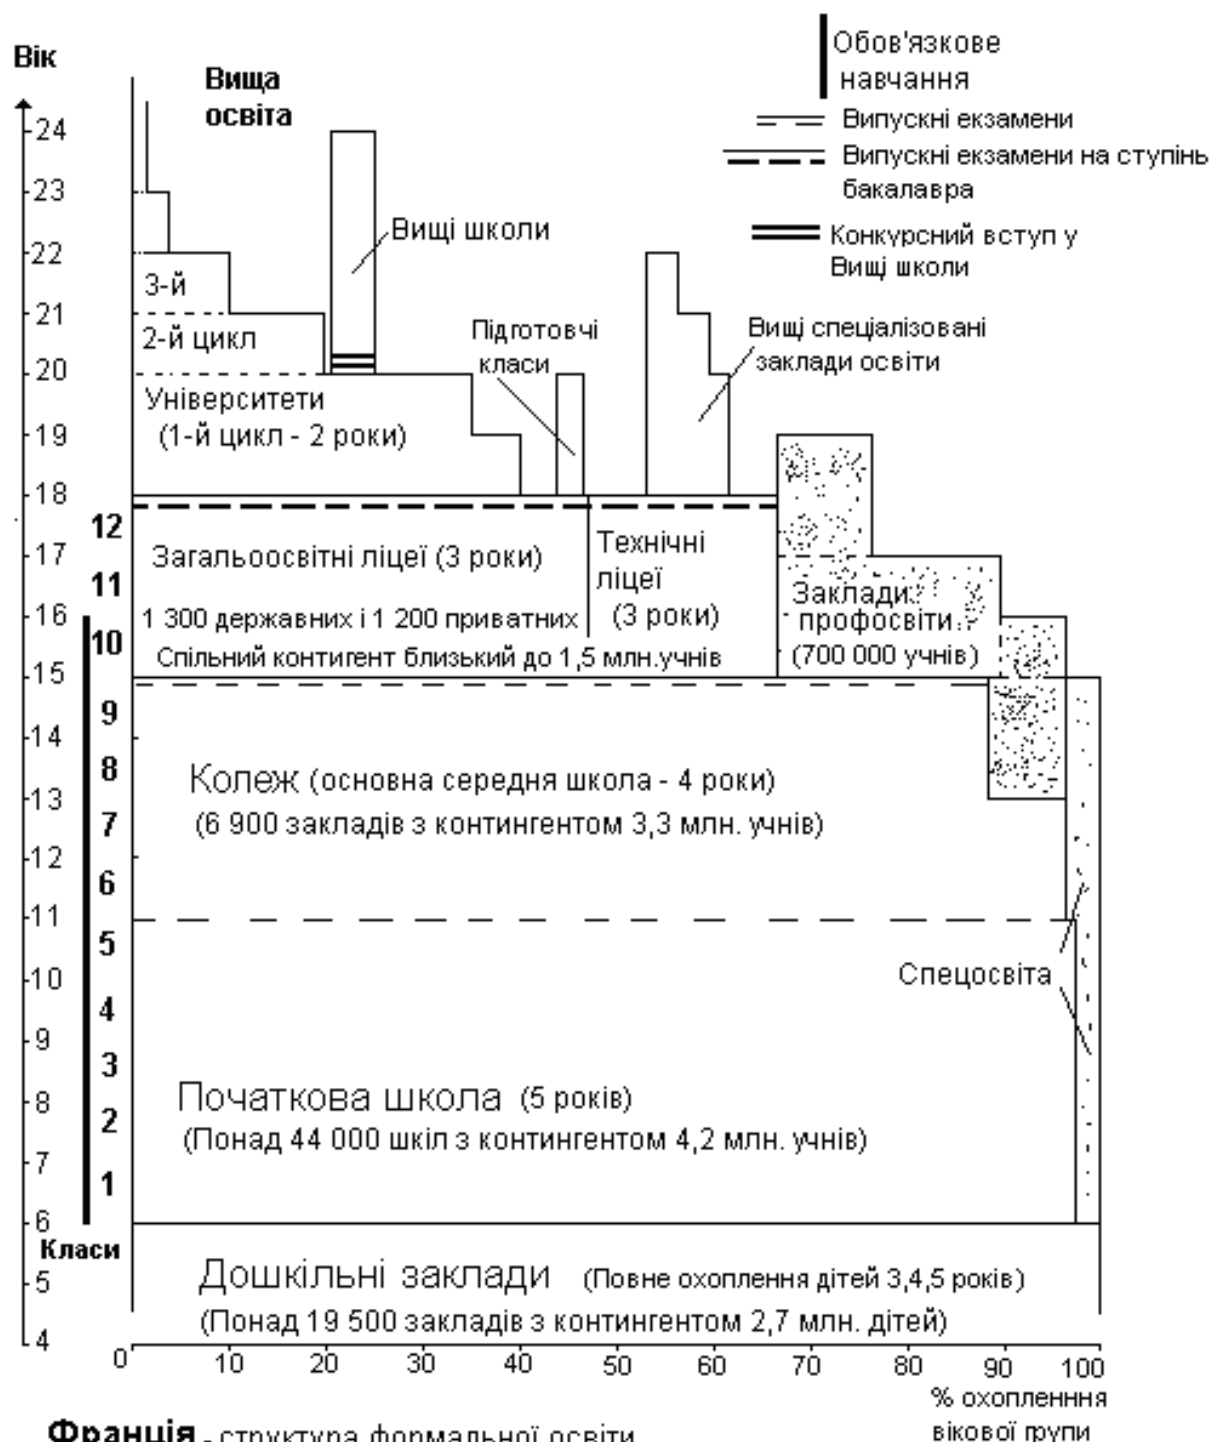 Вік
Вища
освіта
Обов'язкове
навчання
Випускні екзамени
Випускні екзамени на ступінь
бакалавра
Конкурсний вступ у
Вищі школи
24
23
22
21
20
19
18
17
16
15
14
13
12
11
10
9
8
7
6
5
4
12
11
10
9
8
7
6
5
4
3
2
1
Класи
Вищі школи
3-й
2-й цикл
Університети
(1-й цикл - 2 роки)
Підготовчі
класи
Вищі спеціалізовані
заклади освіти
Загальоосвітні ліцеї (3 роки)
1 300 державних і 1 200 приватних
Технічні
ліцеї
(3 роки)
Спільний контигент близький до 1,5 млн.учнів
Заклади
профосвіти
(700 000 учнів)
Колеж (основна середня школа - 4 роки)
(6 900 закладів з контингентом 3,3 млн. учнів)
Спецосвіта
Початкова школа (5 років)
(Понад 44 000 шкіл з контингентом 4,2 млн. учнів)
Дошкільні заклади (Повне охоплення дітей 3,4,5 років)
(Понад 19 500 закладів з контингентом 2,7 млн. дітей)
0 10 20 30 40 50 60 70 80 90 100
% охопленння
вікової групи
Франція - структура формальної освіти